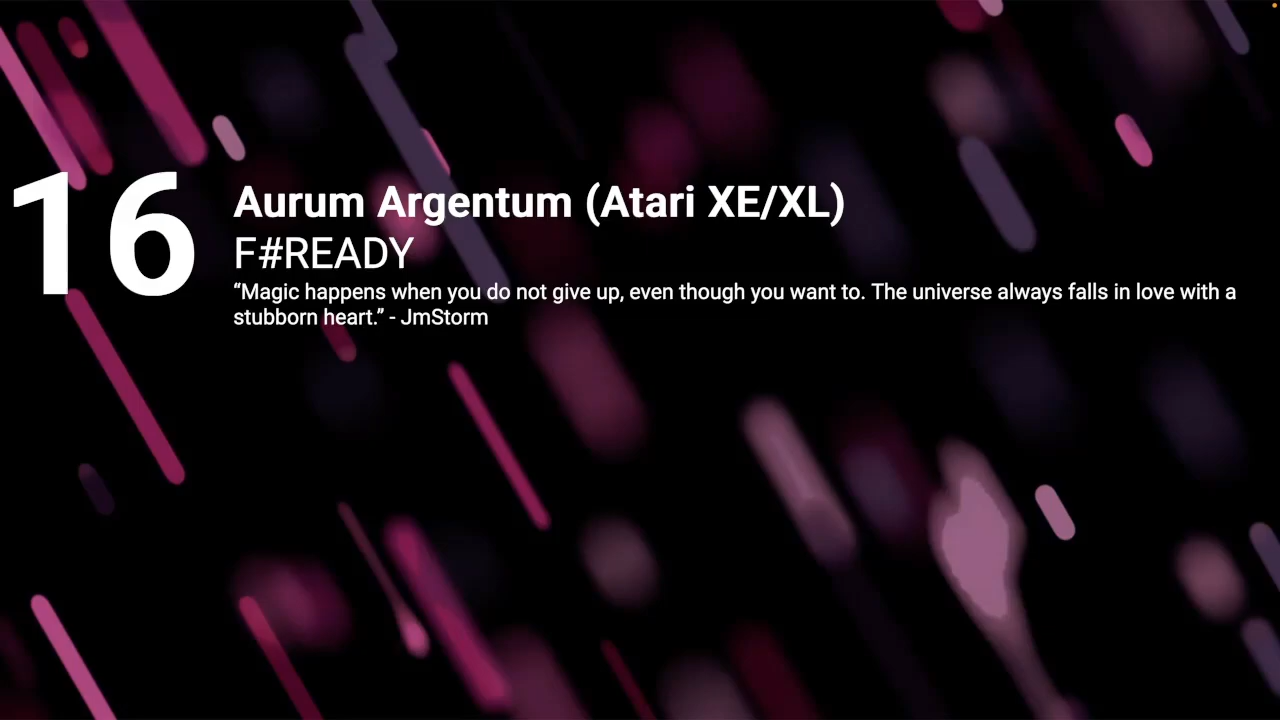 16
Aurum Argentum (Atari XE/XL)
F#READY
“Magic happens when you do not give up, even though you want to. The universe always falls in love with a
stubborn heart.” - JmStorm